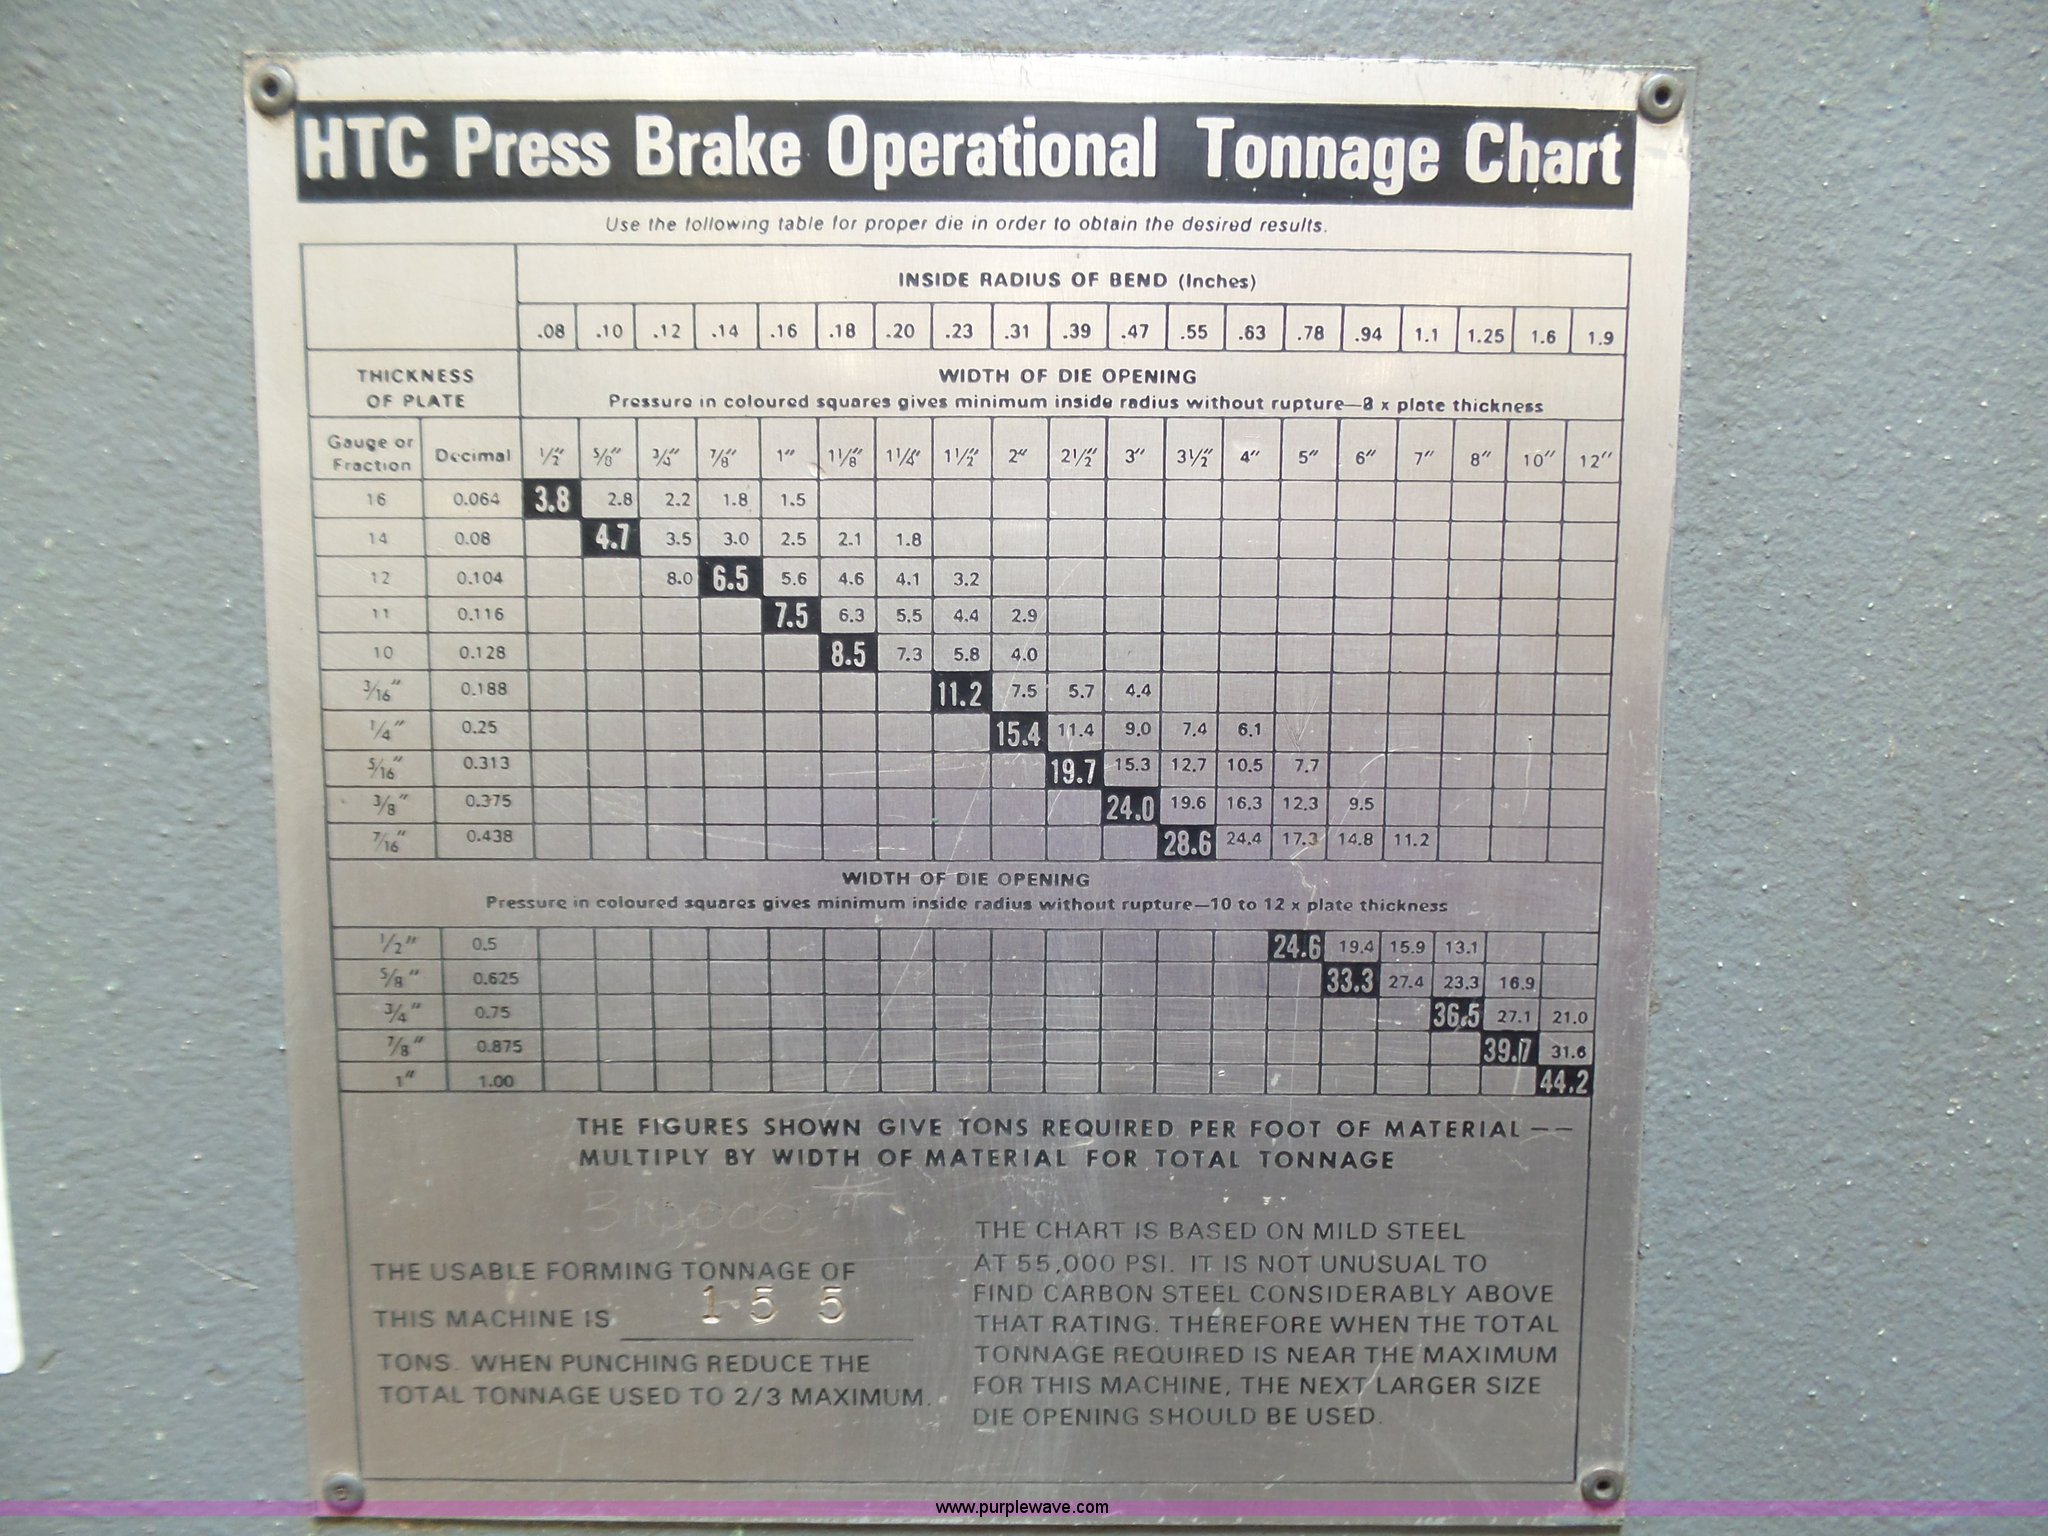 HTC Press Brake Operational Tonnage Chart
Use the following table for proper die in order to obtain the desired results.
INSIDE RADIUS OF BEND (Inches)
.08 .10 .12 .14 .16 .18 .20 .23 .31 .39 .47 .55 .63 .78 .94 1.1 1.25 1.6 1.9
THICKNESS
OF PLATE
WIDTH OF DIE OPENING
Pressure in coloured squares gives minimum inside radius without rupture—8 x plate thickness
Gauge or
Fraction
Decimal
1/2" 5/8" 3/4" 7/8" 1" 1 1/8" 1 1/4" 1 1/2" 2" 2 1/2" 3" 3 1/2" 4" 5" 6" 7" 8" 10" 12"
16 0.064 3.8 2.8 2.2 1.8 1.5
14 0.08 4.7 3.5 3.0 2.5 2.1 1.8
12 0.104 8.0 6.5 5.6 4.6 4.1 3.2
11 0.116 7.5 6.3 5.5 4.4 2.9
10 0.128 8.5 7.3 5.8 4.0
3/16" 0.188 11.2 7.5 5.7 4.4
1/4" 0.25 15.4 11.4 9.0 7.4 6.1
5/16" 0.313 19.7 15.3 12.7 10.5 7.7
3/8" 0.375 24.0 19.6 16.3 12.3 9.5
7/16" 0.438 28.6 24.4 17.3 14.8 11.2
WIDTH OF DIE OPENING
Pressure in coloured squares gives minimum inside radius without rupture—10 to 12 x plate thickness
1/2" 0.5 24.6 19.4 15.9 13.1
5/8" 0.625 33.3 27.4 23.3 16.9
3/4" 0.75 36.5 27.1 21.0
7/8" 0.875 39.7 31.6
1" 1.00 44.2
THE FIGURES SHOWN GIVE TONS REQUIRED PER FOOT OF MATERIAL——
MULTIPLY BY WIDTH OF MATERIAL FOR TOTAL TONNAGE
THE USABLE FORMING TONNAGE OF
THIS MACHINE IS 155
TONS. WHEN PUNCHING REDUCE THE
TOTAL TONNAGE USED TO 2/3 MAXIMUM.
THE CHART IS BASED ON MILD STEEL
AT 55,000 PSI. IT IS NOT UNUSUAL TO
FIND CARBON STEEL CONSIDERABLY ABOVE
THAT RATING. THEREFORE WHEN THE TOTAL
TONNAGE REQUIRED IS NEAR THE MAXIMUM
FOR THIS MACHINE, THE NEXT LARGER SIZE
DIE OPENING SHOULD BE USED.
www.purplewave.com